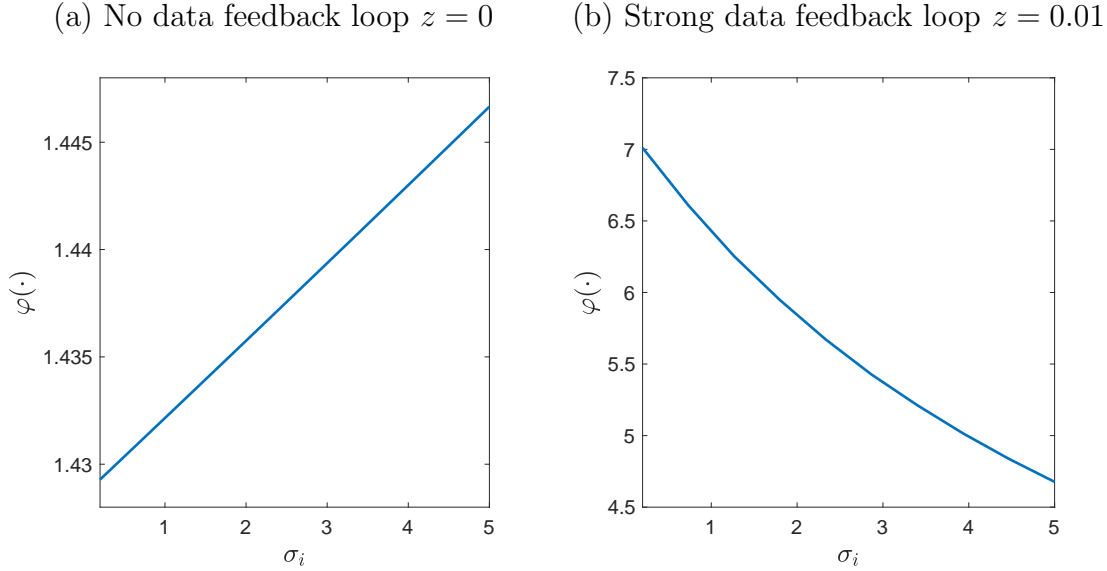 (a) No data feedback loop z = 0
1.445
1.44
1.435
1.43
φ(·)
1 2 3 4 5
σᵢ
(b) Strong data feedback loop z = 0.01
7.5
7
6.5
6
5.5
5
4.5
φ(·)
1 2 3 4 5
σᵢ